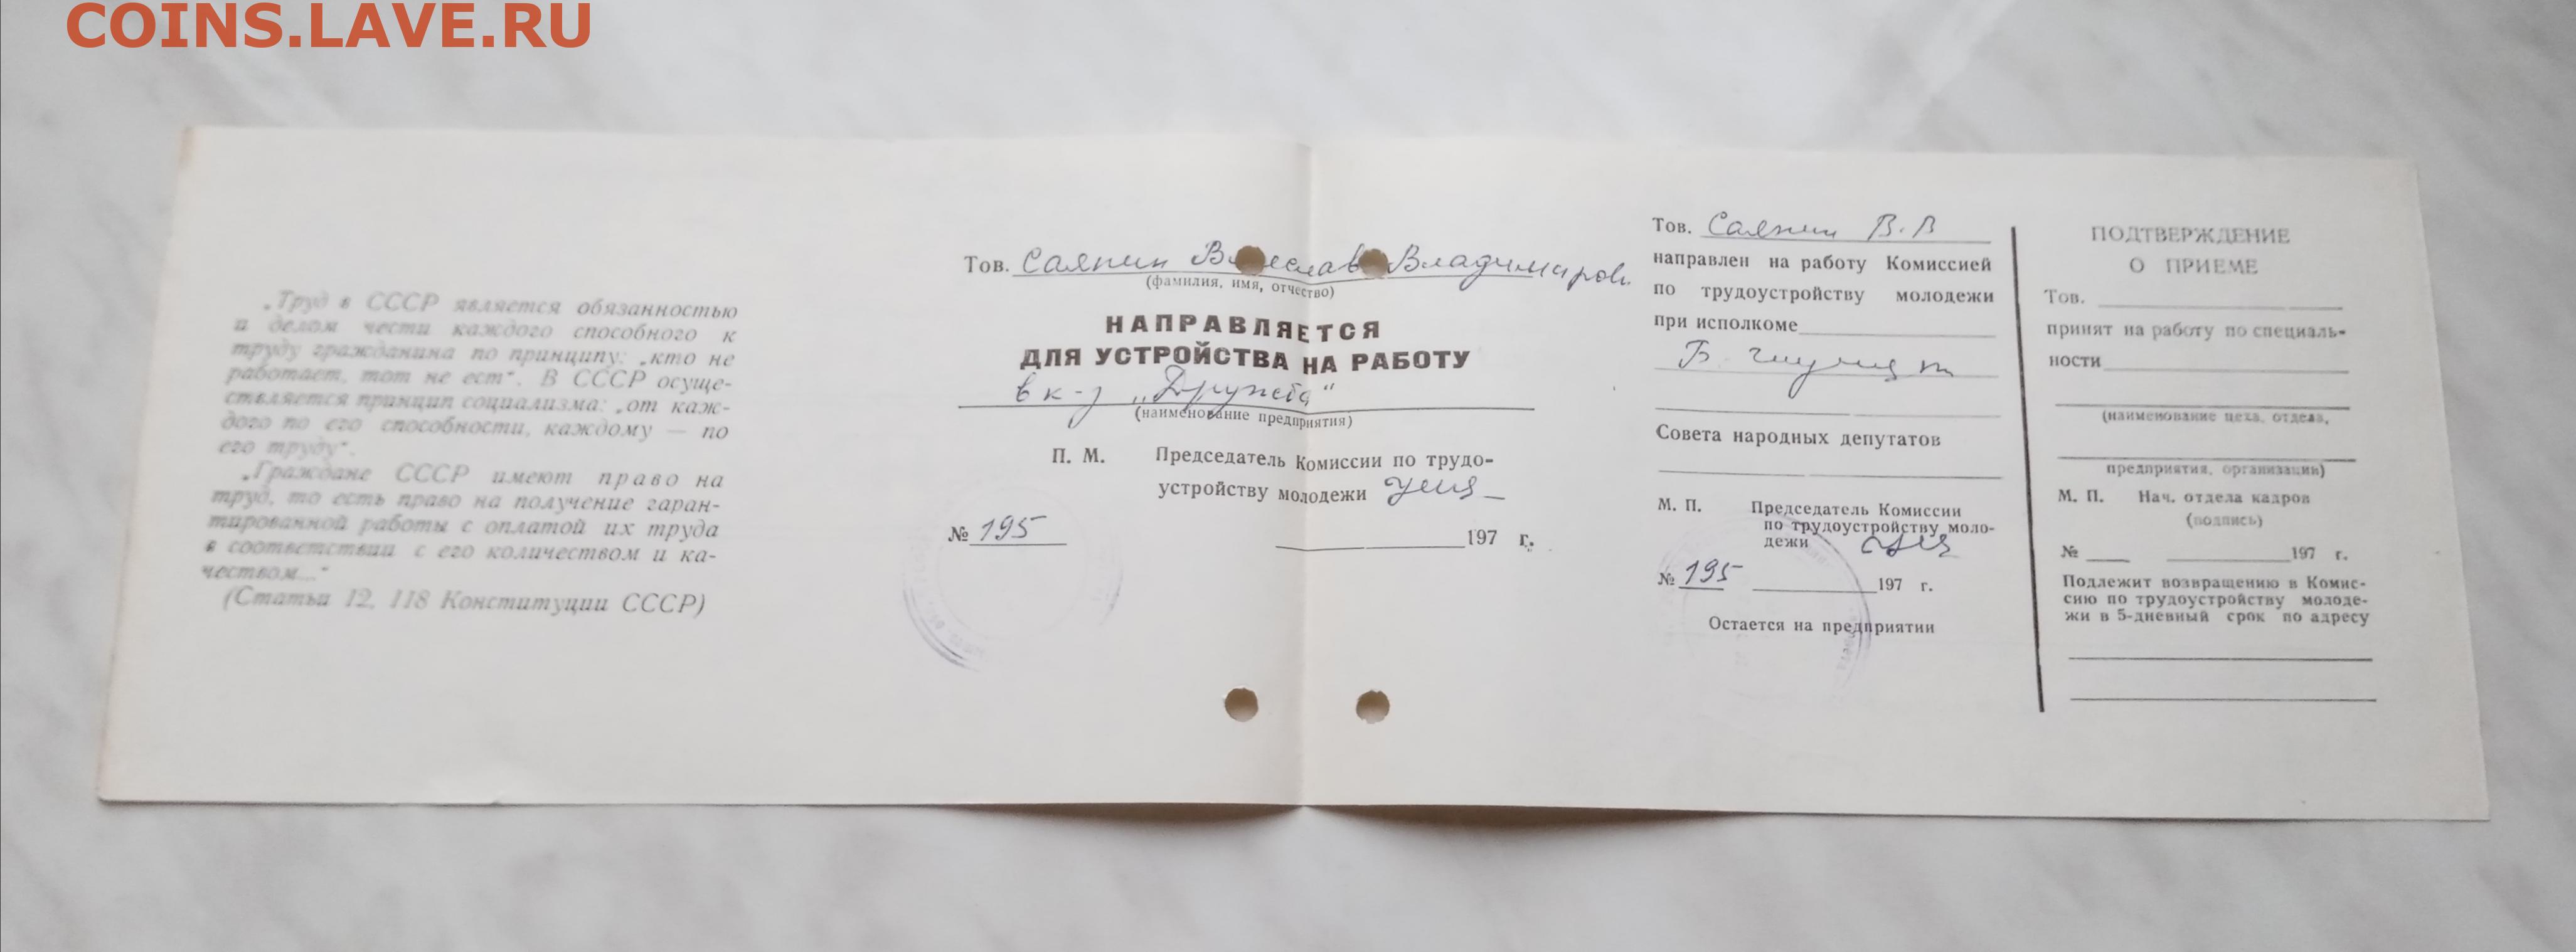 COINS.LAVE.RU
„Труд в СССР является обязанностью
и делом чести каждого способного к
труду гражданина по принципу: „кто не
работает, тот не ест“. В СССР осуще-
ствляется принцип социализма: „от каж-
дого по его способности, каждому — по
его труду“.
„Граждане СССР имеют право на
труд, то есть право на получение гаран-
тированной работы с оплатой их труда
в соответствии с его количеством и ка-
чеством...“
(Статьи 12, 118 Конституции СССР)
Тов. Саяпин Владимиров
(фамилия, имя, отчество)
НАПРАВЛЯЕТСЯ
ДЛЯ УСТРОЙСТВА НА РАБОТУ
в к-з „Дружба“
(наименование предприятия)
П. М. Председатель Комиссии по трудо-
устройству молодежи
№ 195 197 г.
Тов. Саяпин В.В
направлен на работу Комиссией
по трудоустройству молодежи
при исполкоме
Совета народных депутатов
М. П. Председатель Комиссии
по трудоустройству моло-
дежи
№ 195 197 г.
Остается на предприятии
ПОДТВЕРЖДЕНИЕ
О ПРИЕМЕ
Тов.
принят на работу по специаль-
ности
(наименование цеха, отдела,
предприятия, организации)
М. П. Нач. отдела кадров
(подпись)
№ 197 г.
Подлежит возвращению в Комис-
сию по трудоустройству молоде-
жи в 5-дневный срок по адресу